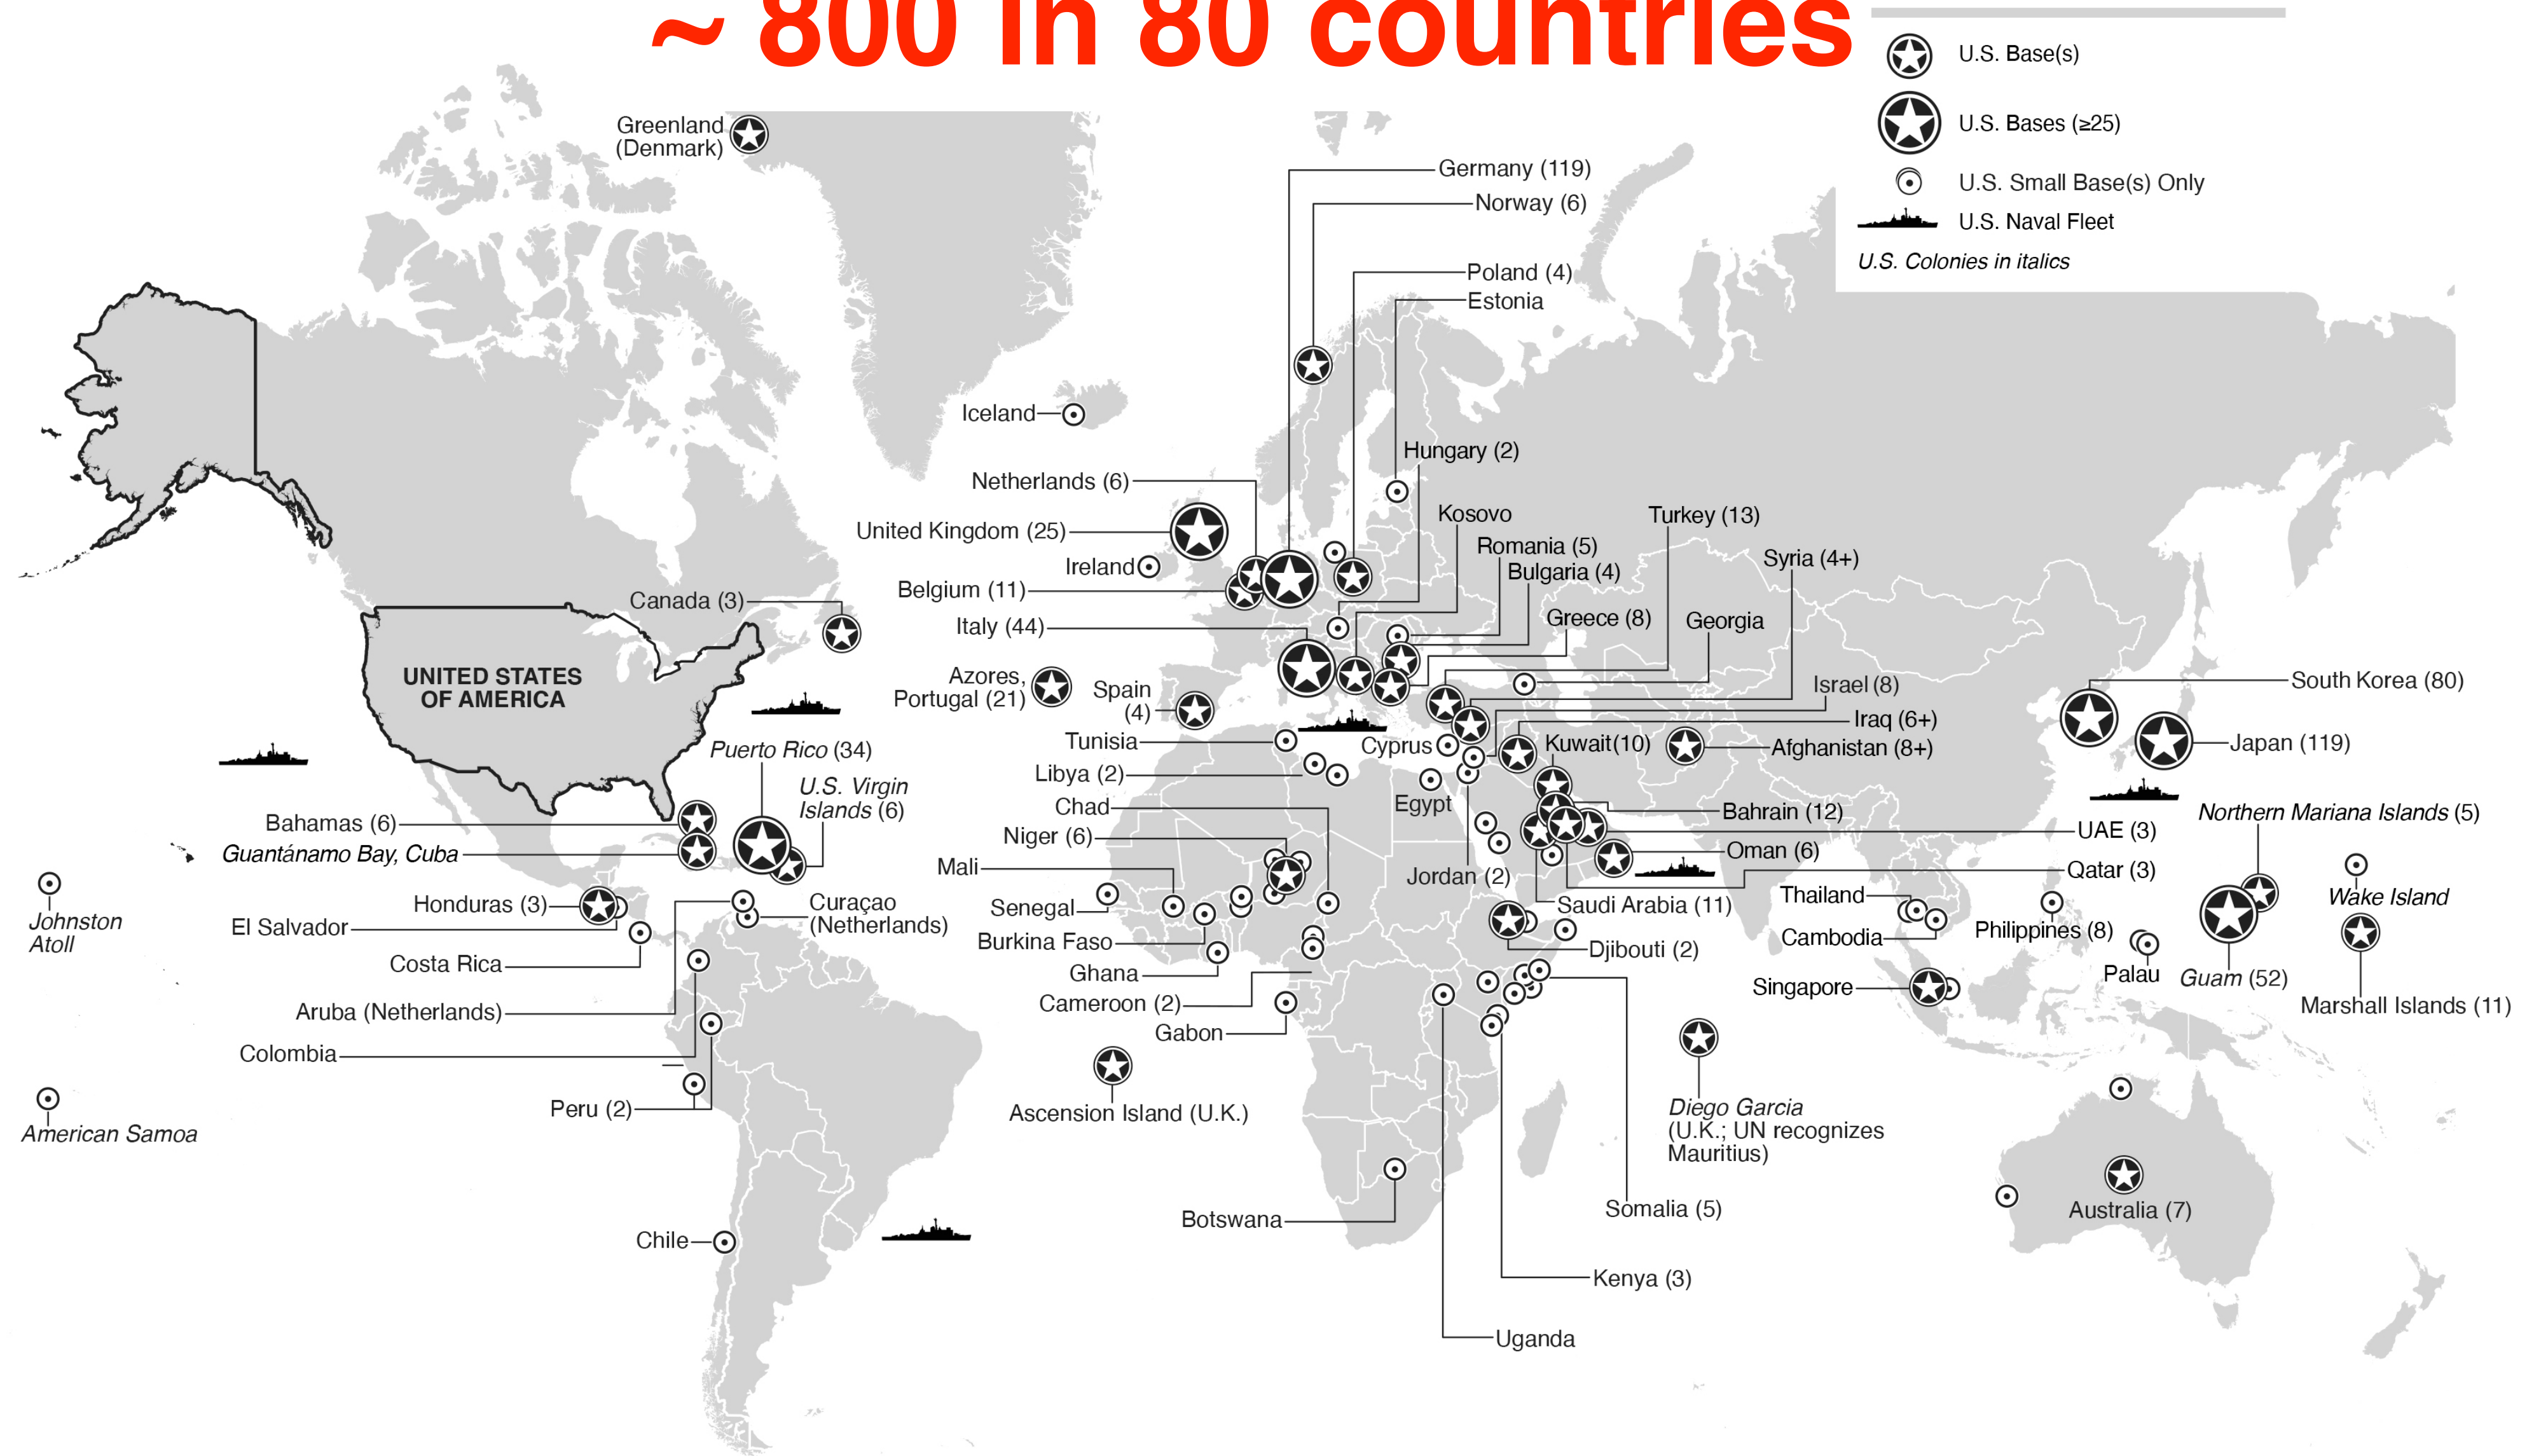 ~ 800 in 80 countries
U.S. Base(s)
U.S. Bases (≥25)
U.S. Small Base(s) Only
U.S. Naval Fleet
U.S. Colonies in italics
Greenland
(Denmark)
Germany (119)
Norway (6)
Poland (4)
Estonia
Iceland
Hungary (2)
Netherlands (6)
Kosovo
Turkey (13)
United Kingdom (25)
Romania (5)
Syria (4+)
Ireland
Bulgaria (4)
Belgium (11)
Canada (3)
Greece (8)
Georgia
Italy (44)
UNITED STATES
OF AMERICA
Azores,
Portugal (21)
Spain
(4)
Israel (8)
South Korea (80)
Iraq (6+)
Tunisia
Cyprus
Kuwait(10)
Afghanistan (8+)
Japan (119)
Puerto Rico (34)
Libya (2)
U.S. Virgin
Islands (6)
Chad
Egypt
Bahrain (12)
Northern Mariana Islands (5)
Bahamas (6)
Niger (6)
UAE (3)
Guantánamo Bay, Cuba
Oman (6)
Mali
Jordan (2)
Qatar (3)
Thailand
Wake Island
Johnston
Atoll
Honduras (3)
Curaçao
(Netherlands)
Senegal
Saudi Arabia (11)
El Salvador
Burkina Faso
Djibouti (2)
Cambodia
Philippines (8)
Costa Rica
Ghana
Singapore
Palau
Guam (52)
Aruba (Netherlands)
Cameroon (2)
Marshall Islands (11)
Gabon
Colombia
Peru (2)
Ascension Island (U.K.)
Diego Garcia
(U.K.; UN recognizes
Mauritius)
American Samoa
Somalia (5)
Australia (7)
Botswana
Chile
Kenya (3)
Uganda